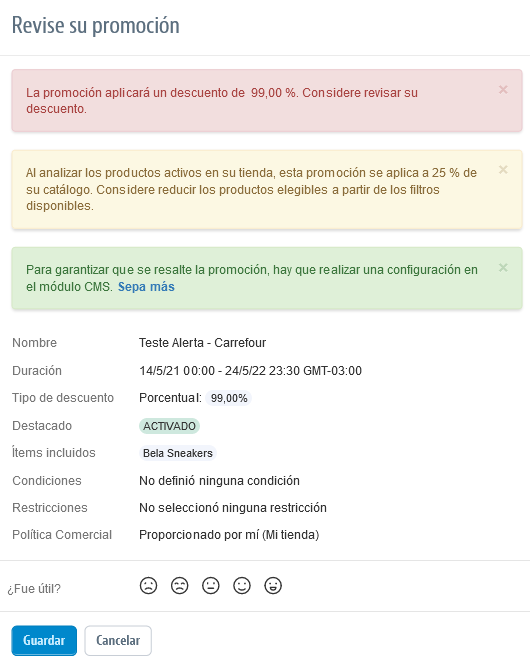 Revise su promoción
La promoción aplicará un descuento de 99,00 %. Considere revisar su
descuento.
×
Al analizar los productos activos en su tienda, esta promoción se aplica a 25 % de
su catálogo. Considere reducir los productos elegibles a partir de los filtros
disponibles.
×
Para garantizar que se resalte la promoción, hay que realizar una configuración en
el módulo CMS. Sepa más
×
Nombre Teste Alerta - Carrefour
Duración 14/5/21 00:00 - 24/5/22 23:30 GMT-03:00
Tipo de descuento Porcentual: 99,00%
Destacado ACTIVADO
Ítems incluidos Bela Sneakers
Condiciones No definió ninguna condición
Restricciones No seleccionó ninguna restricción
Política Comercial Proporcionado por mí (Mi tienda)
¿Fue útil?
Guardar Cancelar